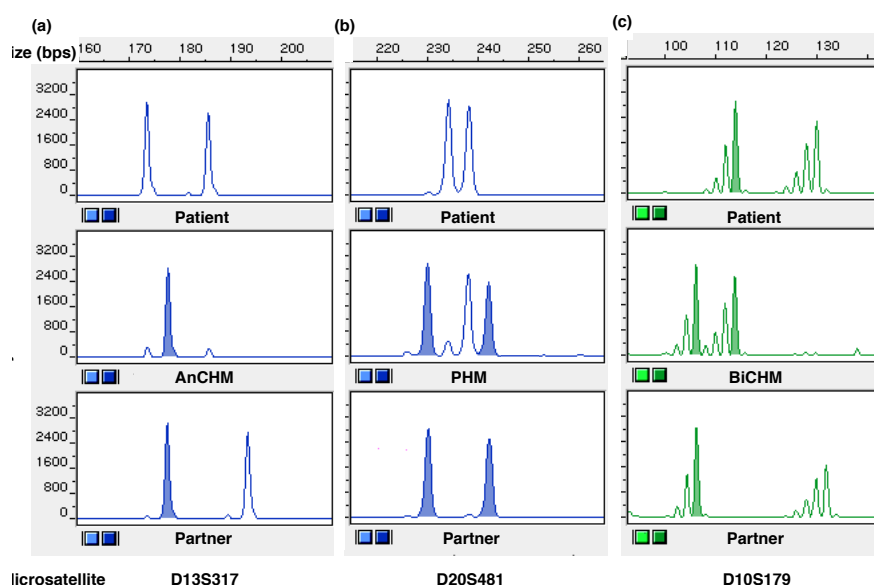 (a) (b) (c)
ize (bps) 160 170 180 190 200 220 230 240 250 260 100 110 120 130
3200
2400
1600
800
0
Patient Patient Patient
3200
2400
1600
800
0
AnCHM PHM BiCHM
3200
2400
1600
800
0
Partner Partner Partner
licrosatellite D13S317 D20S481 D10S179